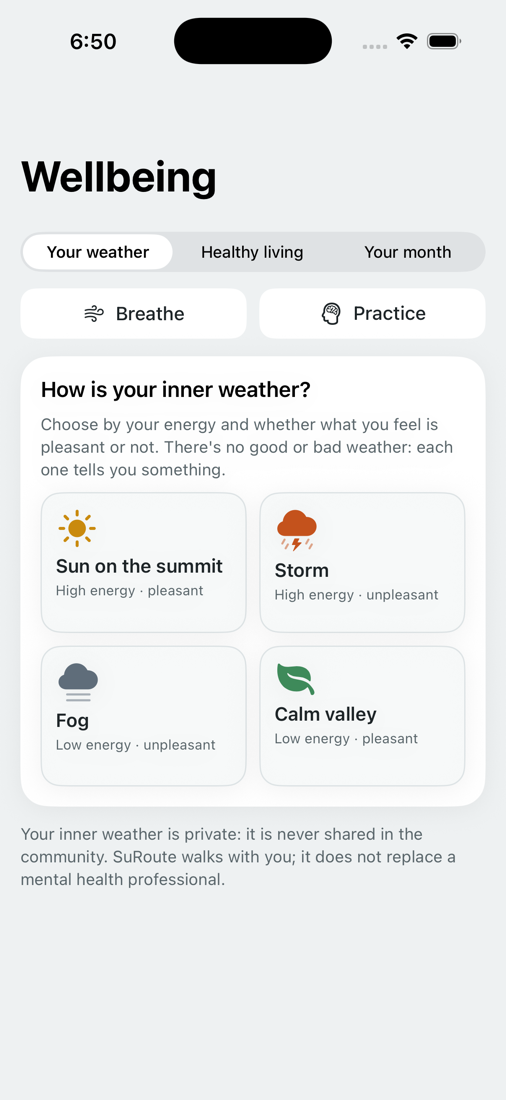 6:50
Wellbeing
Your weather
Healthy living
Your month
Breathe
Practice
How is your inner weather?
Choose by your energy and whether what you feel is
pleasant or not. There's no good or bad weather: each
one tells you something.
Sun on the summit
High energy · pleasant
Storm
High energy · unpleasant
Fog
Low energy · unpleasant
Calm valley
Low energy · pleasant
Your inner weather is private: it is never shared in the
community. SuRoute walks with you; it does not replace a
mental health professional.